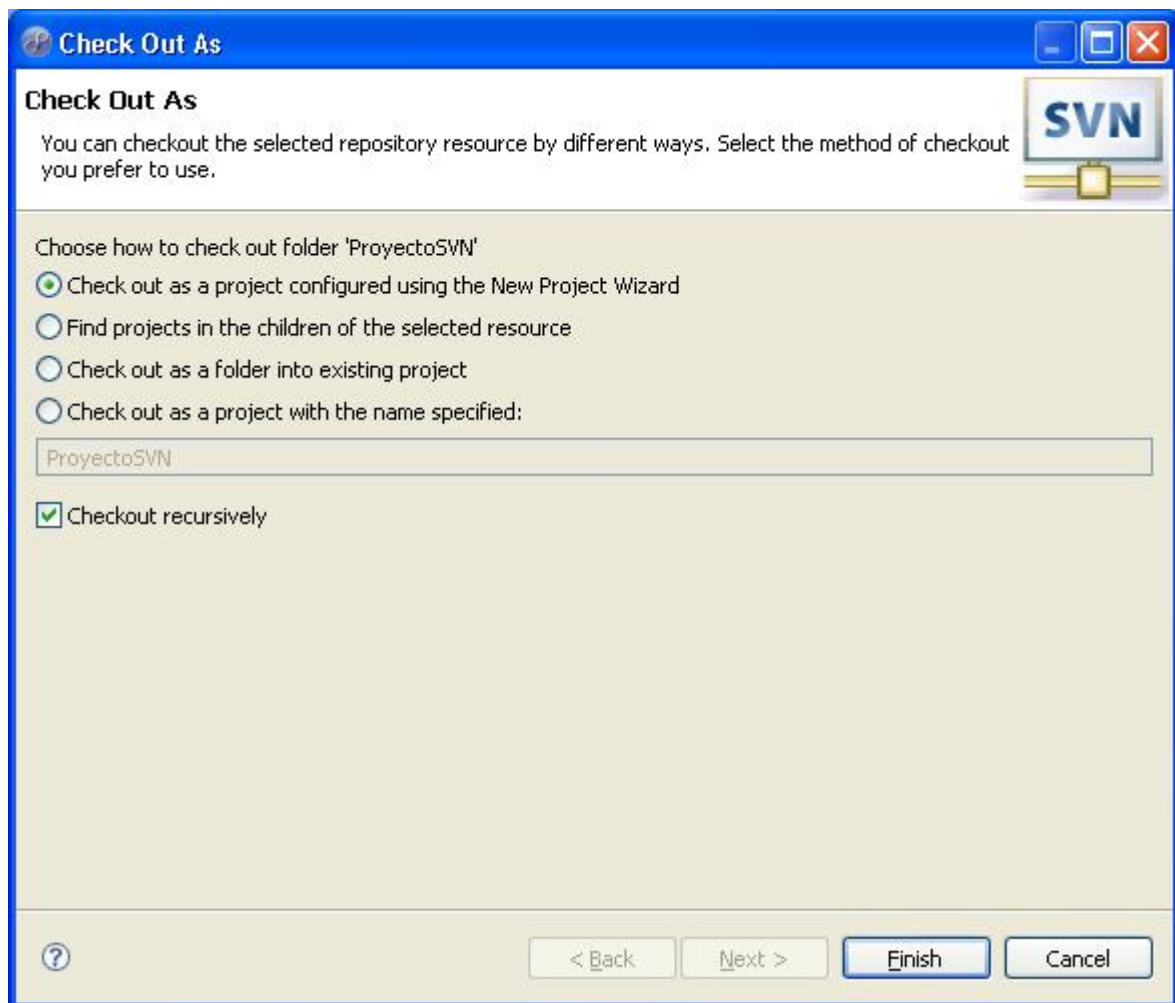 Check Out As
Check Out As
You can checkout the selected repository resource by different ways. Select the method of checkout
you prefer to use.
SVN
Choose how to check out folder 'ProyectoSVN'
Check out as a project configured using the New Project Wizard
Find projects in the children of the selected resource
Check out as a folder into existing project
Check out as a project with the name specified:
ProyectoSVN
Checkout recursively
? < Back Next > Finish Cancel